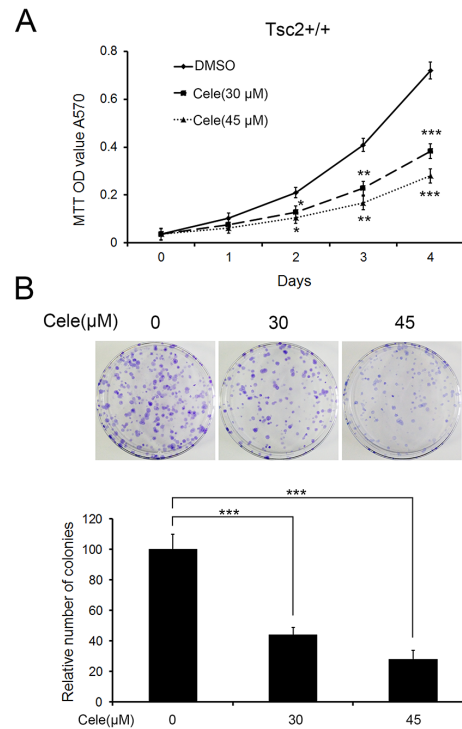 A
Tsc2+/+
0.8
0.6
0.4
0.2
0
MTT OD value A570
DMSO
Cele(30 μM)
Cele(45 μM)
*
*
**
**
***
***
0 1 2 3 4
Days
B
Cele(μM) 0 30 45
***
***
120
100
80
60
40
20
0
Relative number of colonies
Cele(μM) 0 30 45